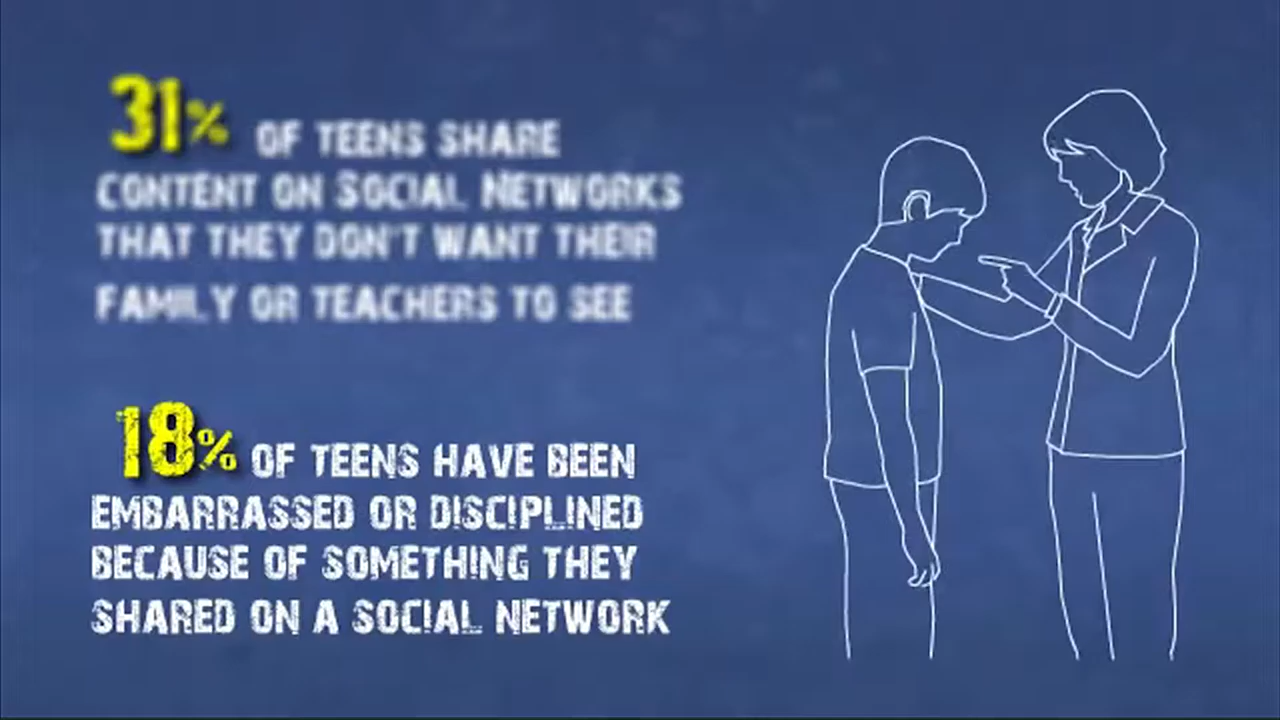 31% OF TEENS SHARE
CONTENT ON SOCIAL NETWORKS
THAT THEY DON'T WANT THEIR
FAMILY OR TEACHERS TO SEE
18% OF TEENS HAVE BEEN
EMBARRASSED OR DISCIPLINED
BECAUSE OF SOMETHING THEY
SHARED ON A SOCIAL NETWORK